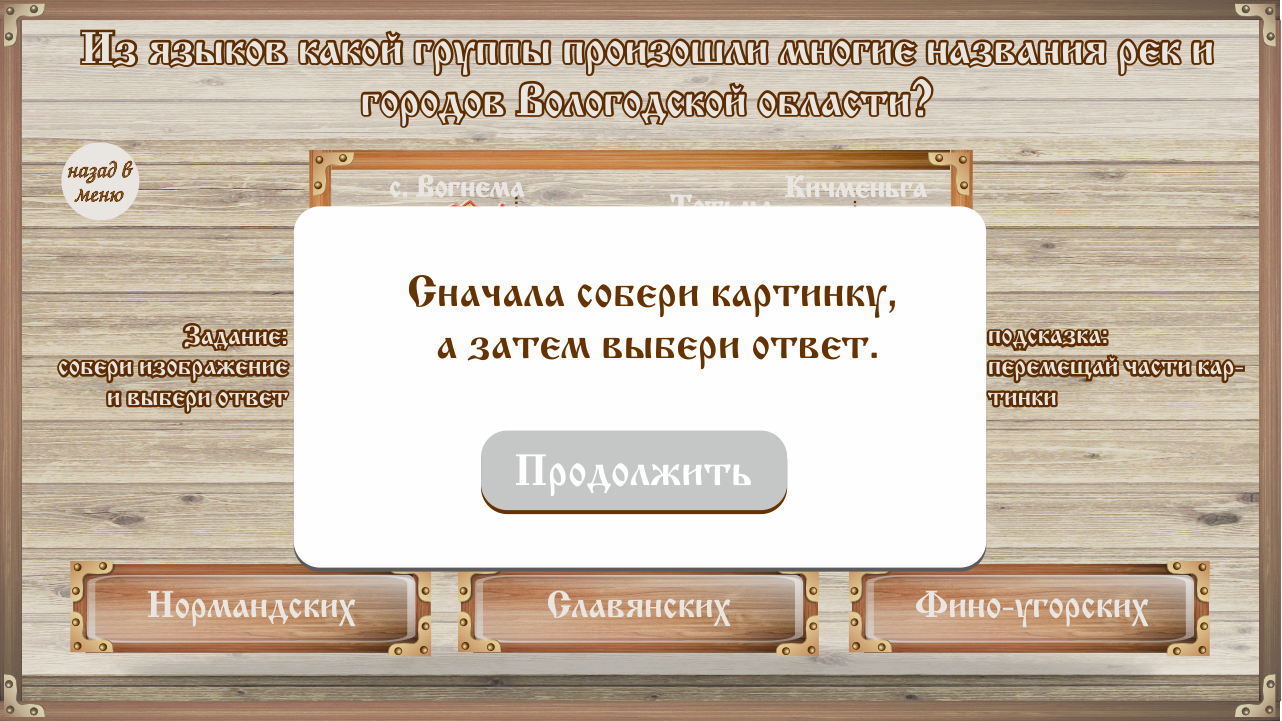 Из языков какой группы произошли многие названия рек и
городов Вологодской области?
назад в
меню
с. Вогнема
Тотьма
Кичменьга
Сначала собери картинку,
а затем выбери ответ.
Задание:
собери изображение
и выбери ответ
подсказка:
перемещай части кар-
тинки
Продолжить
Нормандских
Славянских
Фино-угорских